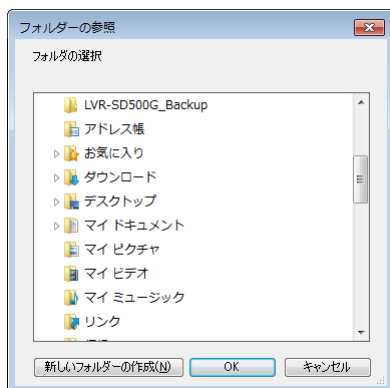 フォルダーの参照
フォルダの選択
LVR-SD500G_Backup
アドレス帳
お気に入り
ダウンロード
デスクトップ
マイ ドキュメント
マイ ピクチャ
マイ ビデオ
マイ ミュージック
リンク
新しいフォルダーの作成(N)
OK
キャンセル